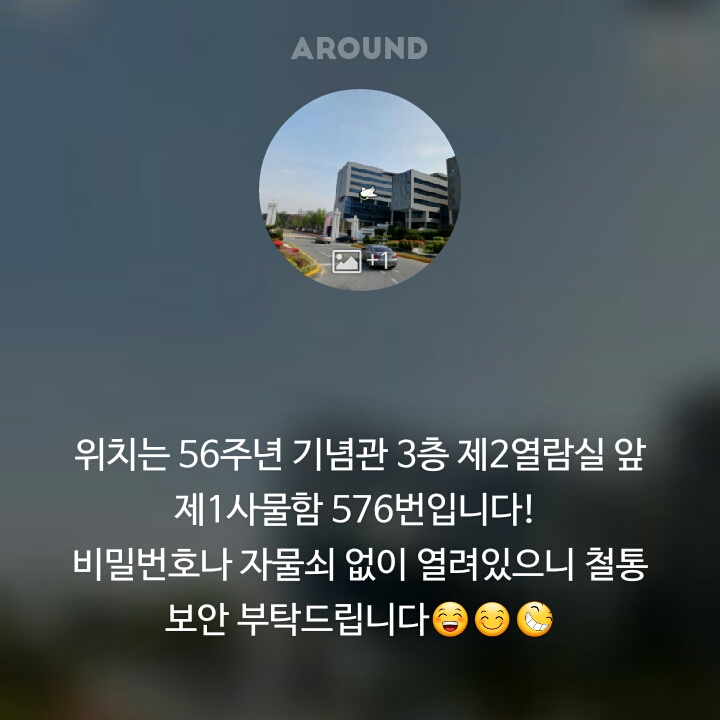 AROUND
+1
위치는 56주년 기념관 3층 제2열람실 앞
제1사물함 576번입니다!
비밀번호나 자물쇠 없이 열려있으니 철통
보안 부탁드립니다😁😊😆